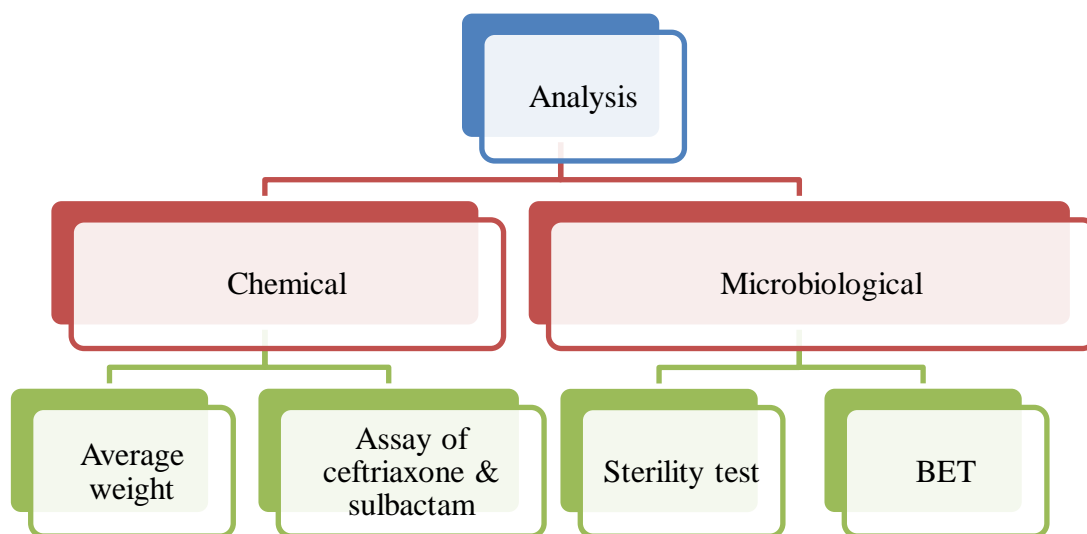 Analysis
Chemical
Microbiological
Average
weight
Assay of
ceftriaxone &
sulbactam
Sterility test
BET